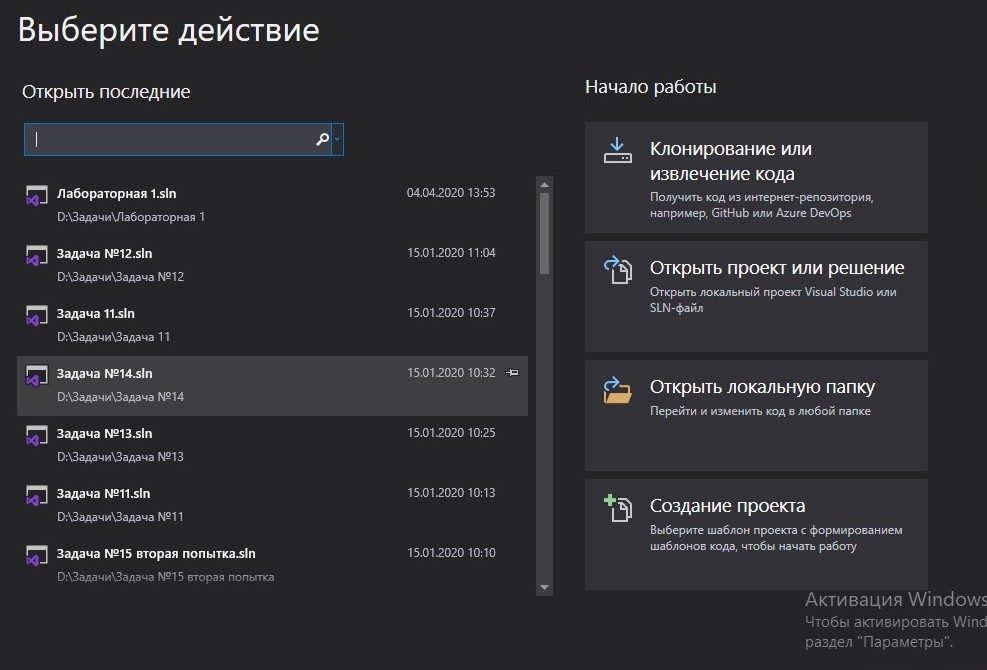 Выберите действие
Открыть последние
Лабораторная 1.sln 04.04.2020 13:53
D:\Задачи\Лабораторная 1
Задача №12.sln 15.01.2020 11:04
D:\Задачи\Задача №12
Задача 11.sln 15.01.2020 10:37
D:\Задачи\Задача 11
Задача №14.sln 15.01.2020 10:32
D:\Задачи\Задача №14
Задача №13.sln 15.01.2020 10:25
D:\Задачи\Задача №13
Задача №11.sln 15.01.2020 10:13
D:\Задачи\Задача №11
Задача №15 вторая попытка.sln 15.01.2020 10:10
D:\Задачи\Задача №15 вторая попытка
Начало работы
Клонирование или
извлечение кода
Получить код из интернет-репозитория,
например, GitHub или Azure DevOps
Открыть проект или решение
Открыть локальный проект Visual Studio или
SLN-файл
Открыть локальную папку
Перейти и изменить код в любой папке
Создание проекта
Выберите шаблон проекта с формированием
шаблонов кода, чтобы начать работу
Активация Windows
Чтобы активировать Wind
раздел "Параметры".